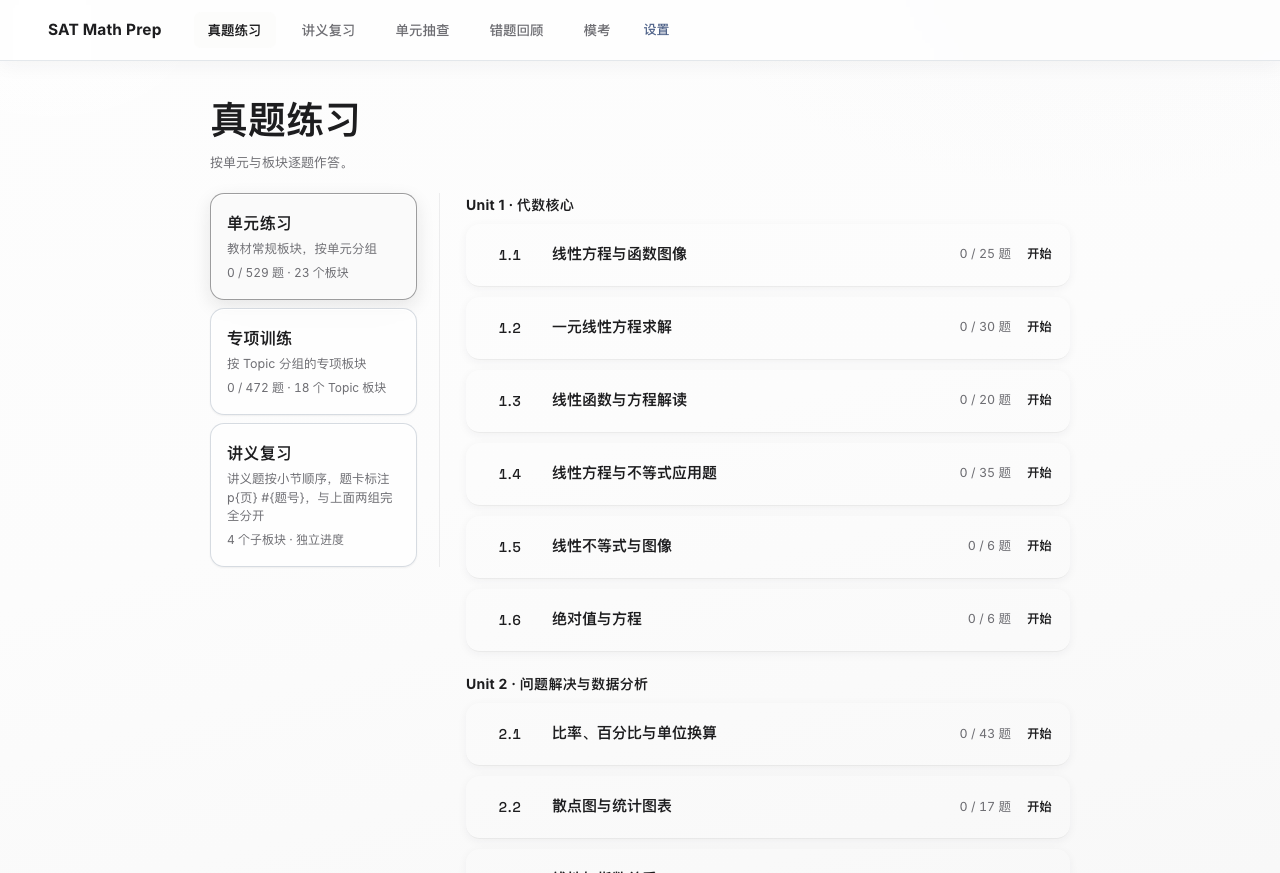 SAT Math Prep 真题练习 讲义复习 单元抽查 错题回顾 模考 设置
真题练习
按单元与板块逐题作答。
单元练习
教材常规板块，按单元分组
0 / 529 题 · 23 个板块
专项训练
按 Topic 分组的专项板块
0 / 472 题 · 18 个 Topic 板块
讲义复习
讲义题按小节顺序，题卡标注
p{页} #{题号}，与上面两组完
全分开
4 个子板块 · 独立进度
Unit 1 · 代数核心
1.1 线性方程与函数图像 0 / 25 题 开始
1.2 一元线性方程求解 0 / 30 题 开始
1.3 线性函数与方程解读 0 / 20 题 开始
1.4 线性方程与不等式应用题 0 / 35 题 开始
1.5 线性不等式与图像 0 / 6 题 开始
1.6 绝对值与方程 0 / 6 题 开始
Unit 2 · 问题解决与数据分析
2.1 比率、百分比与单位换算 0 / 43 题 开始
2.2 散点图与统计图表 0 / 17 题 开始